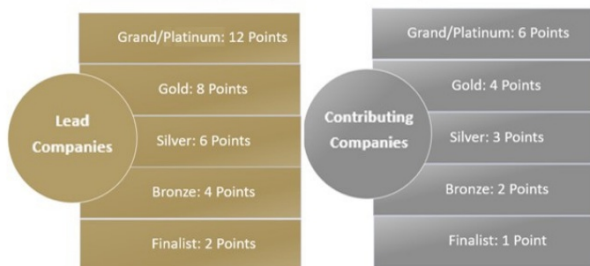 Lead
Companies
Grand/Platinum: 12 Points
Gold: 8 Points
Silver: 6 Points
Bronze: 4 Points
Finalist: 2 Points
Contributing
Companies
Grand/Platinum: 6 Points
Gold: 4 Points
Silver: 3 Points
Bronze: 2 Points
Finalist: 1 Point